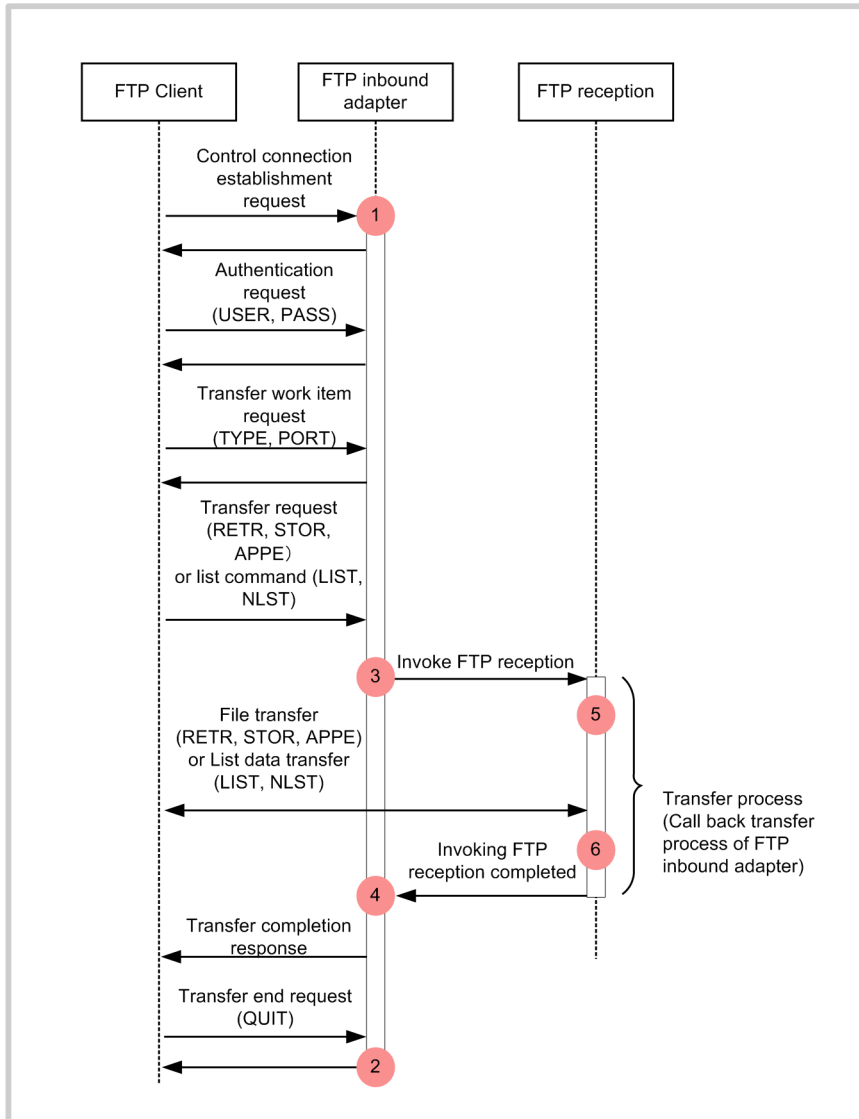 FTP Client
FTP inbound
adapter
FTP reception
Control connection
establishment
request
1
Authentication
request
(USER, PASS)
Transfer work item
request
(TYPE, PORT)
Transfer request
(RETR, STOR,
APPE）
or list command (LIST,
NLST)
3
Invoke FTP reception
5
File transfer
(RETR, STOR, APPE)
or List data transfer
(LIST, NLST)
Transfer process
(Call back transfer
process of FTP
inbound adapter)
6
Invoking FTP
reception completed
4
Transfer completion
response
Transfer end request
(QUIT)
2